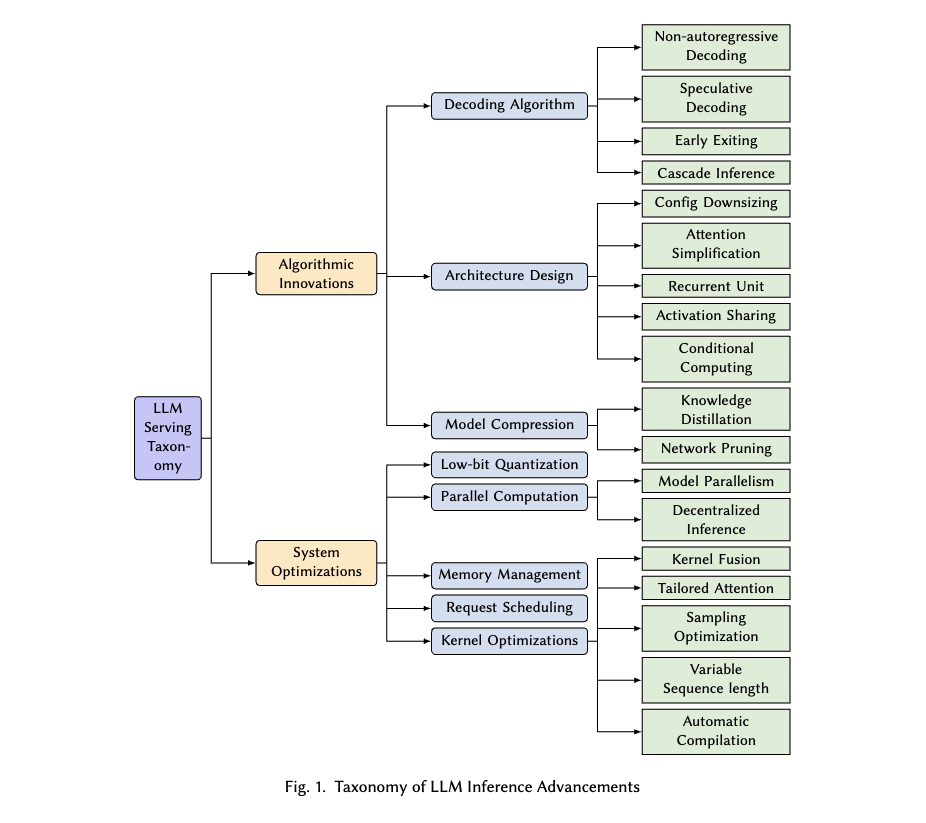 Non-autoregressive
Decoding
Speculative
Decoding
Decoding Algorithm
Early Exiting
Cascade Inference
Config Downsizing
Attention
Simplification
Algorithmic
Innovations
Architecture Design
Recurrent Unit
Activation Sharing
Conditional
Computing
Knowledge
Distillation
LLM
Serving
Taxon-
omy
Model Compression
Network Pruning
Low-bit Quantization
Model Parallelism
Parallel Computation
Decentralized
Inference
System
Optimizations
Kernel Fusion
Memory Management
Tailored Attention
Request Scheduling
Sampling
Optimization
Kernel Optimizations
Variable
Sequence length
Automatic
Compilation
Fig. 1. Taxonomy of LLM Inference Advancements